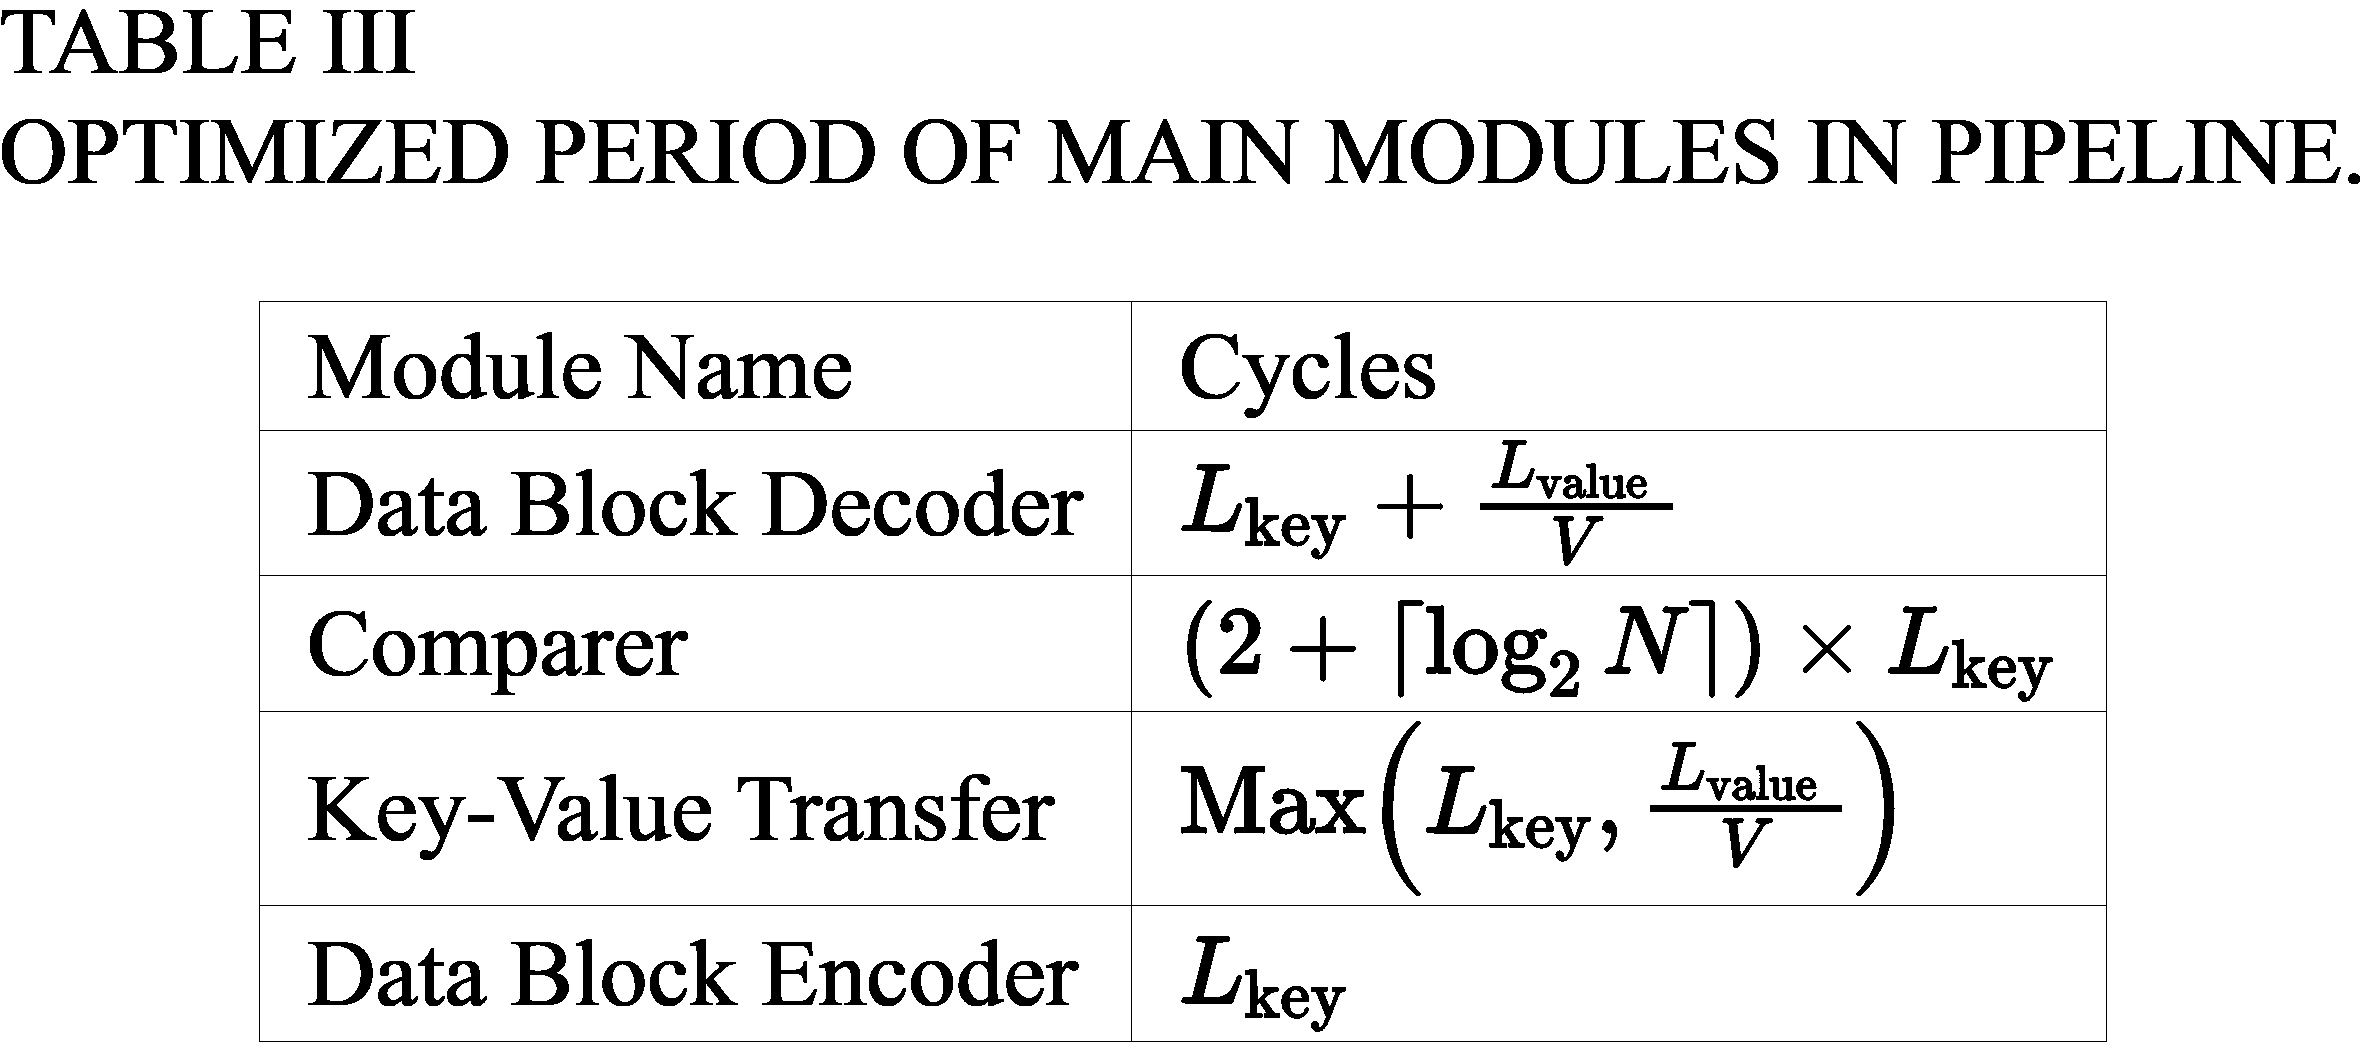 TABLE III
OPTIMIZED PERIOD OF MAIN MODULES IN PIPELINE.
Module Name Cycles
Data Block Decoder $L_{\text{key}} + \frac{L_{\text{value}}}{V}$
Comparer $(2 + \lceil \log_2 N \rceil) \times L_{\text{key}}$
Key-Value Transfer $\text{Max}\left(L_{\text{key}}, \frac{L_{\text{value}}}{V}\right)$
Data Block Encoder $L_{\text{key}}$